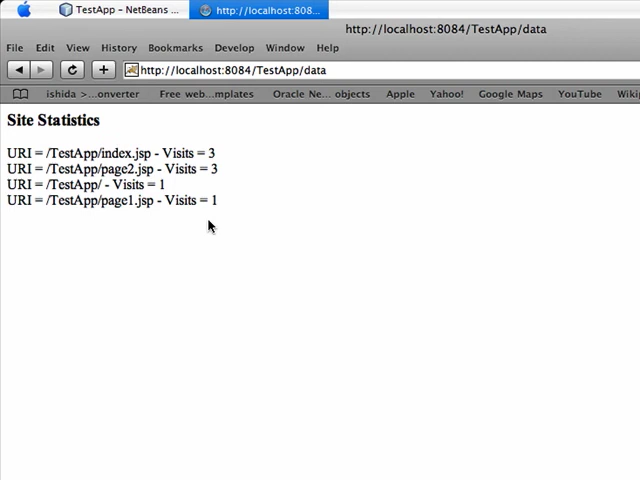 TestApp – NetBeans ...
http://localhost:808...
http://localhost:8084/TestApp/data
File Edit View History Bookmarks Develop Window Help
http://localhost:8084/TestApp/data
ishida >...onverter Free web...mplates Oracle Ne... objects Apple Yahoo! Google Maps YouTube Wikip
Site Statistics
URI = /TestApp/index.jsp - Visits = 3
URI = /TestApp/page2.jsp - Visits = 3
URI = /TestApp/ - Visits = 1
URI = /TestApp/page1.jsp - Visits = 1